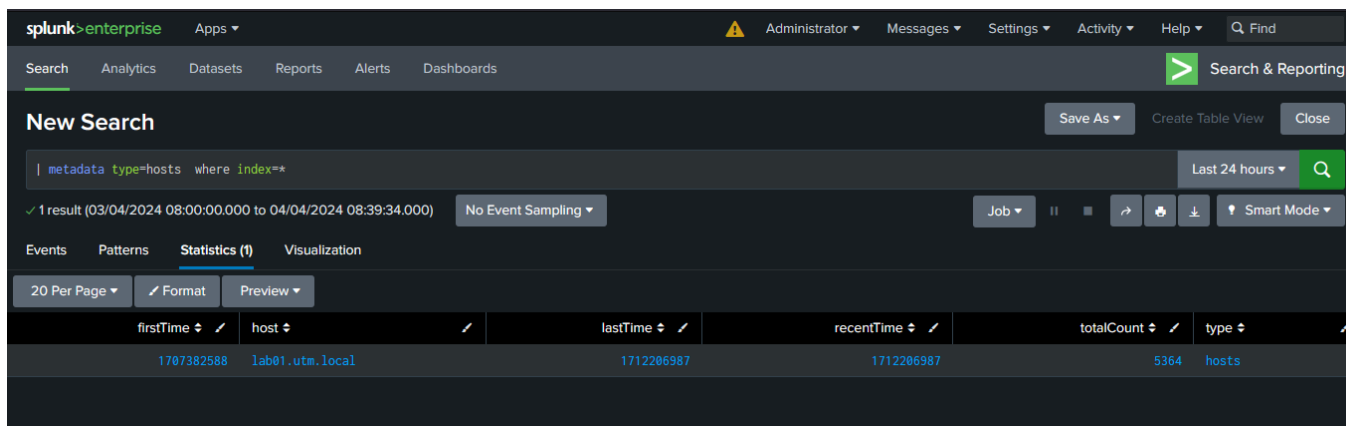 splunk>enterprise Apps Administrator Messages Settings Activity Help Find
Search Analytics Datasets Reports Alerts Dashboards Search & Reporting
New Search Save As Create Table View Close
| metadata type=hosts  where index=* Last 24 hours
1 result (03/04/2024 08:00:00.000 to 04/04/2024 08:39:34.000) No Event Sampling Job Smart Mode
Events Patterns Statistics (1) Visualization
20 Per Page Format Preview
firstTime host lastTime recentTime totalCount type
1707382588 lab01.utm.local 1712206987 1712206987 5364 hosts